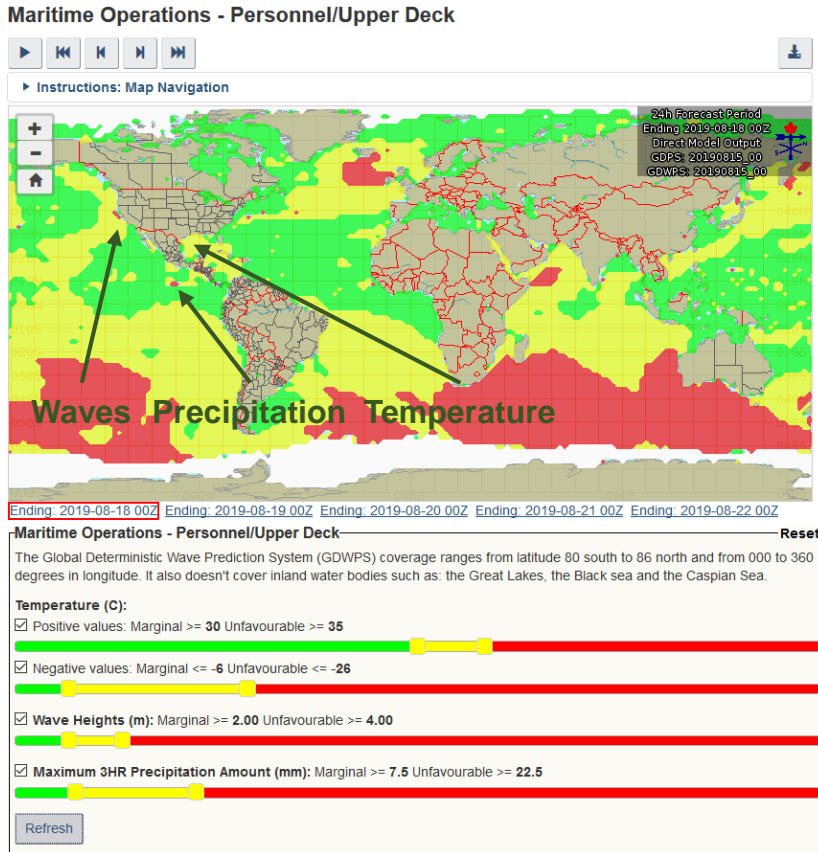 Maritime Operations - Personnel/Upper Deck
Instructions: Map Navigation
24h Forecast Period
Ending 2019-08-18 00Z
Direct Model Output
GDPS: 20190815_00
GDWPS: 20190815_00
Waves Precipitation Temperature
Ending: 2019-08-18 00Z Ending: 2019-08-19 00Z Ending: 2019-08-20 00Z Ending: 2019-08-21 00Z Ending: 2019-08-22 00Z
Maritime Operations - Personnel/Upper Deck Reset
The Global Deterministic Wave Prediction System (GDWPS) coverage ranges from latitude 80 south to 86 north and from 000 to 360
degrees in longitude. It also doesn't cover inland water bodies such as: the Great Lakes, the Black sea and the Caspian Sea.
Temperature (C):
Positive values: Marginal >= 30 Unfavourable >= 35
Negative values: Marginal <= -6 Unfavourable <= -26
Wave Heights (m): Marginal >= 2.00 Unfavourable >= 4.00
Maximum 3HR Precipitation Amount (mm): Marginal >= 7.5 Unfavourable >= 22.5
Refresh